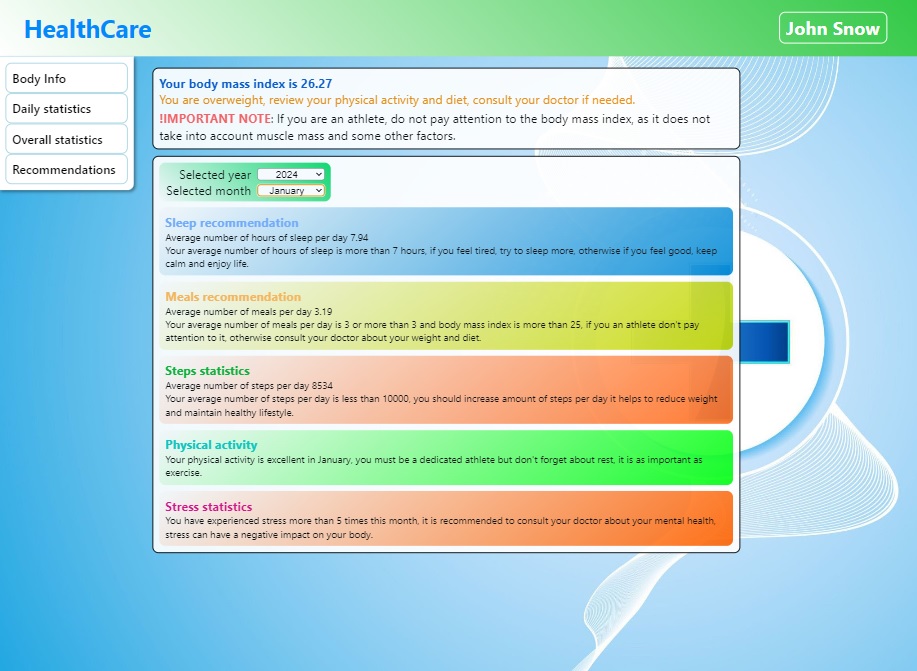 HealthCare
John Snow
Body Info
Daily statistics
Overall statistics
Recommendations
Your body mass index is 26.27
You are overweight, review your physical activity and diet, consult your doctor if needed.
!IMPORTANT NOTE: If you are an athlete, do not pay attention to the body mass index, as it does not
take into account muscle mass and some other factors.
Selected year 2024
Selected month January
Sleep recommendation
Average number of hours of sleep per day 7.94
Your average number of hours of sleep is more than 7 hours, if you feel tired, try to sleep more, otherwise if you feel good, keep
calm and enjoy life.
Meals recommendation
Average number of meals per day 3.19
Your average number of meals per day is 3 or more than 3 and body mass index is more than 25, if you an athlete don't pay
attention to it, otherwise consult your doctor about your weight and diet.
Steps statistics
Average number of steps per day 8534
Your average number of steps per day is less than 10000, you should increase amount of steps per day it helps to reduce weight
and maintain healthy lifestyle.
Physical activity
Your physical activity is excellent in January, you must be a dedicated athlete but don't forget about rest, it is as important as
exercise.
Stress statistics
You have experienced stress more than 5 times this month, it is recommended to consult your doctor about your mental health,
stress can have a negative impact on your body.